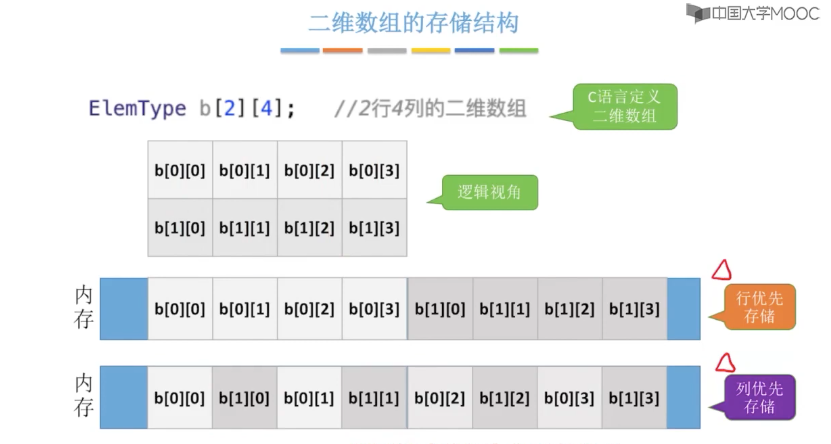 中国大学MOOC
二维数组的存储结构
ElemType b[2][4]; //2行4列的二维数组
C语言定义
二维数组
b[0][0] b[0][1] b[0][2] b[0][3]
b[1][0] b[1][1] b[1][2] b[1][3]
逻辑视角
内
存
b[0][0] b[0][1] b[0][2] b[0][3] b[1][0] b[1][1] b[1][2] b[1][3]
行优先
存储
内
存
b[0][0] b[1][0] b[0][1] b[1][1] b[0][2] b[1][2] b[0][3] b[1][3]
列优先
存储